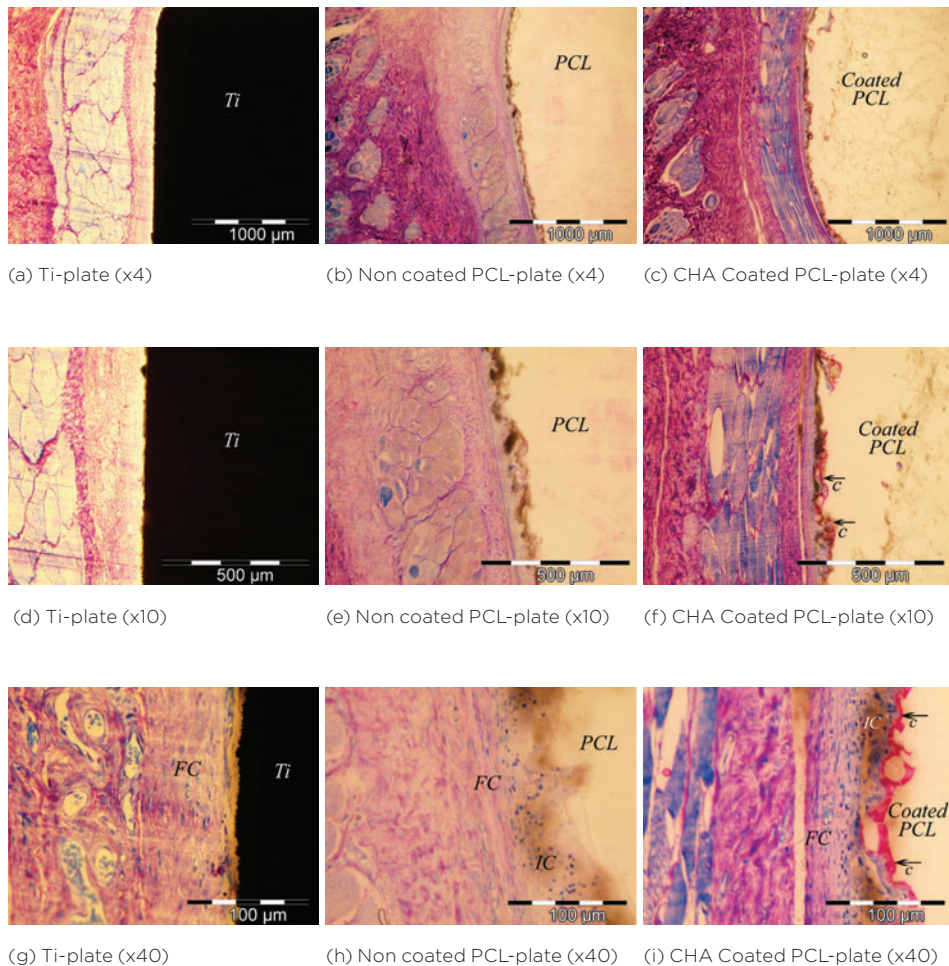 Ti
1000 µm
PCL
1000 µm
Coated
PCL
1000 µm
(a) Ti-plate (x4)
(b) Non coated PCL-plate (x4)
(c) CHA Coated PCL-plate (x4)
Ti
500 µm
PCL
500 µm
Coated
PCL
c
c
500 µm
(d) Ti-plate (x10)
(e) Non coated PCL-plate (x10)
(f) CHA Coated PCL-plate (x10)
FC
Ti
100 µm
PCL
FC
IC
100 µm
IC
c
Coated
PCL
FC
c
100 µm
(g) Ti-plate (x40)
(h) Non coated PCL-plate (x40)
(i) CHA Coated PCL-plate (x40)